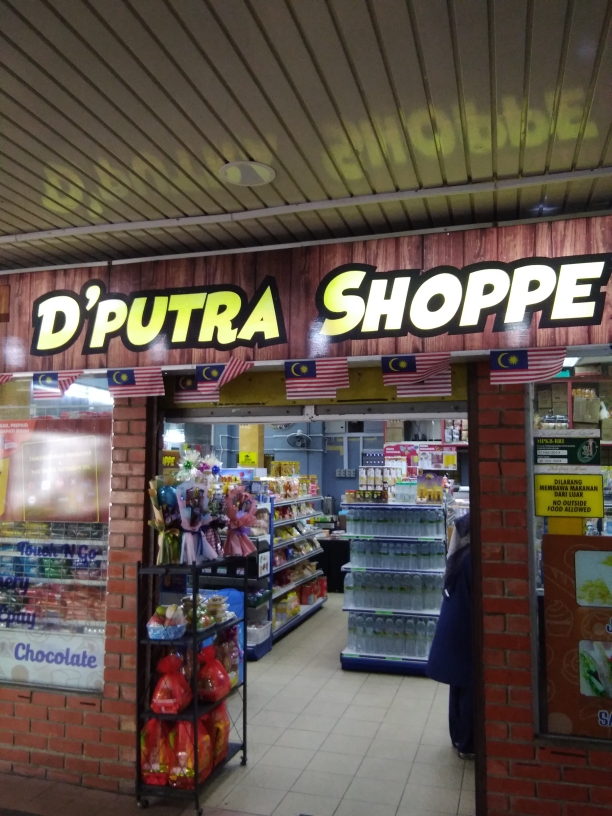 D'PUTRA SHOPPE
DILARANG
MEMBAWA MAKANAN
DARI LUAR
NO OUTSIDE
FOOD ALLOWED
Touch N Go
Chocolate